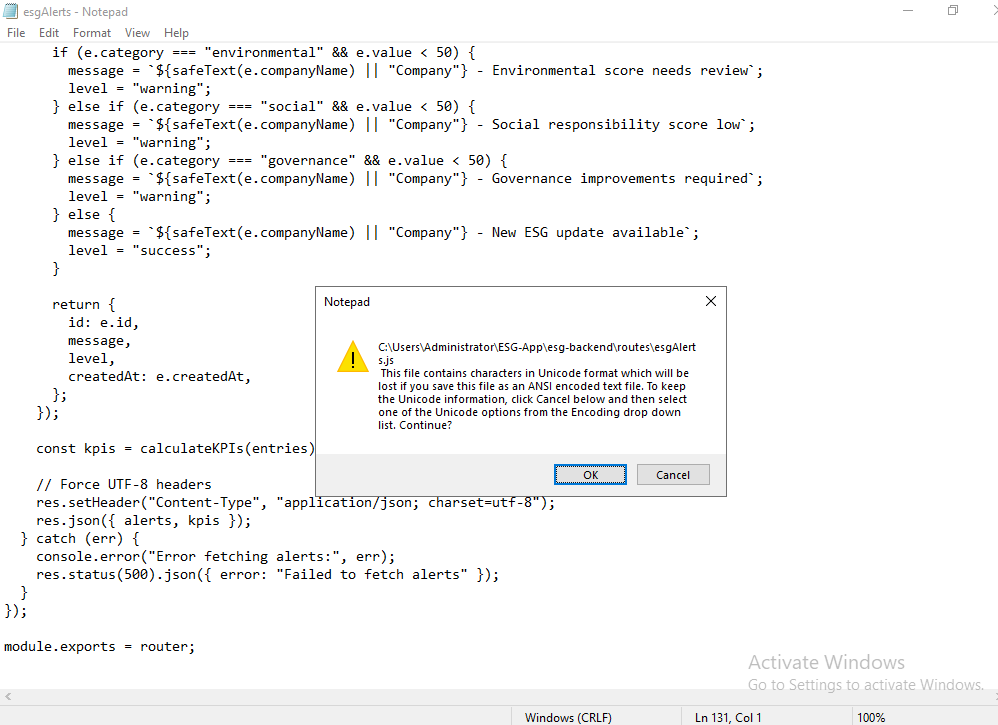 esgAlerts - Notepad
File Edit Format View Help
if (e.category === "environmental" && e.value < 50) {
message = `${safeText(e.companyName) || "Company"} - Environmental score needs review`;
level = "warning";
} else if (e.category === "social" && e.value < 50) {
message = `${safeText(e.companyName) || "Company"} - Social responsibility score low`;
level = "warning";
} else if (e.category === "governance" && e.value < 50) {
message = `${safeText(e.companyName) || "Company"} - Governance improvements required`;
level = "warning";
} else {
message = `${safeText(e.companyName) || "Company"} - New ESG update available`;
level = "success";
}
return {
id: e.id,
message,
level,
createdAt: e.createdAt,
};
});
const kpis = calculateKPIs(entries)
// Force UTF-8 headers
res.setHeader("Content-Type", "application/json; charset=utf-8");
res.json({ alerts, kpis });
} catch (err) {
console.error("Error fetching alerts:", err);
res.status(500).json({ error: "Failed to fetch alerts" });
}
});
module.exports = router;
Notepad
C:\Users\Administrator\ESG-App\esg-backend\routes\esgAlert
s.js
This file contains characters in Unicode format which will be
lost if you save this file as an ANSI encoded text file. To keep
the Unicode information, click Cancel below and then select
one of the Unicode options from the Encoding drop down
list. Continue?
OK Cancel
Activate Windows
Go to Settings to activate Windows.
Windows (CRLF) Ln 131, Col 1 100%